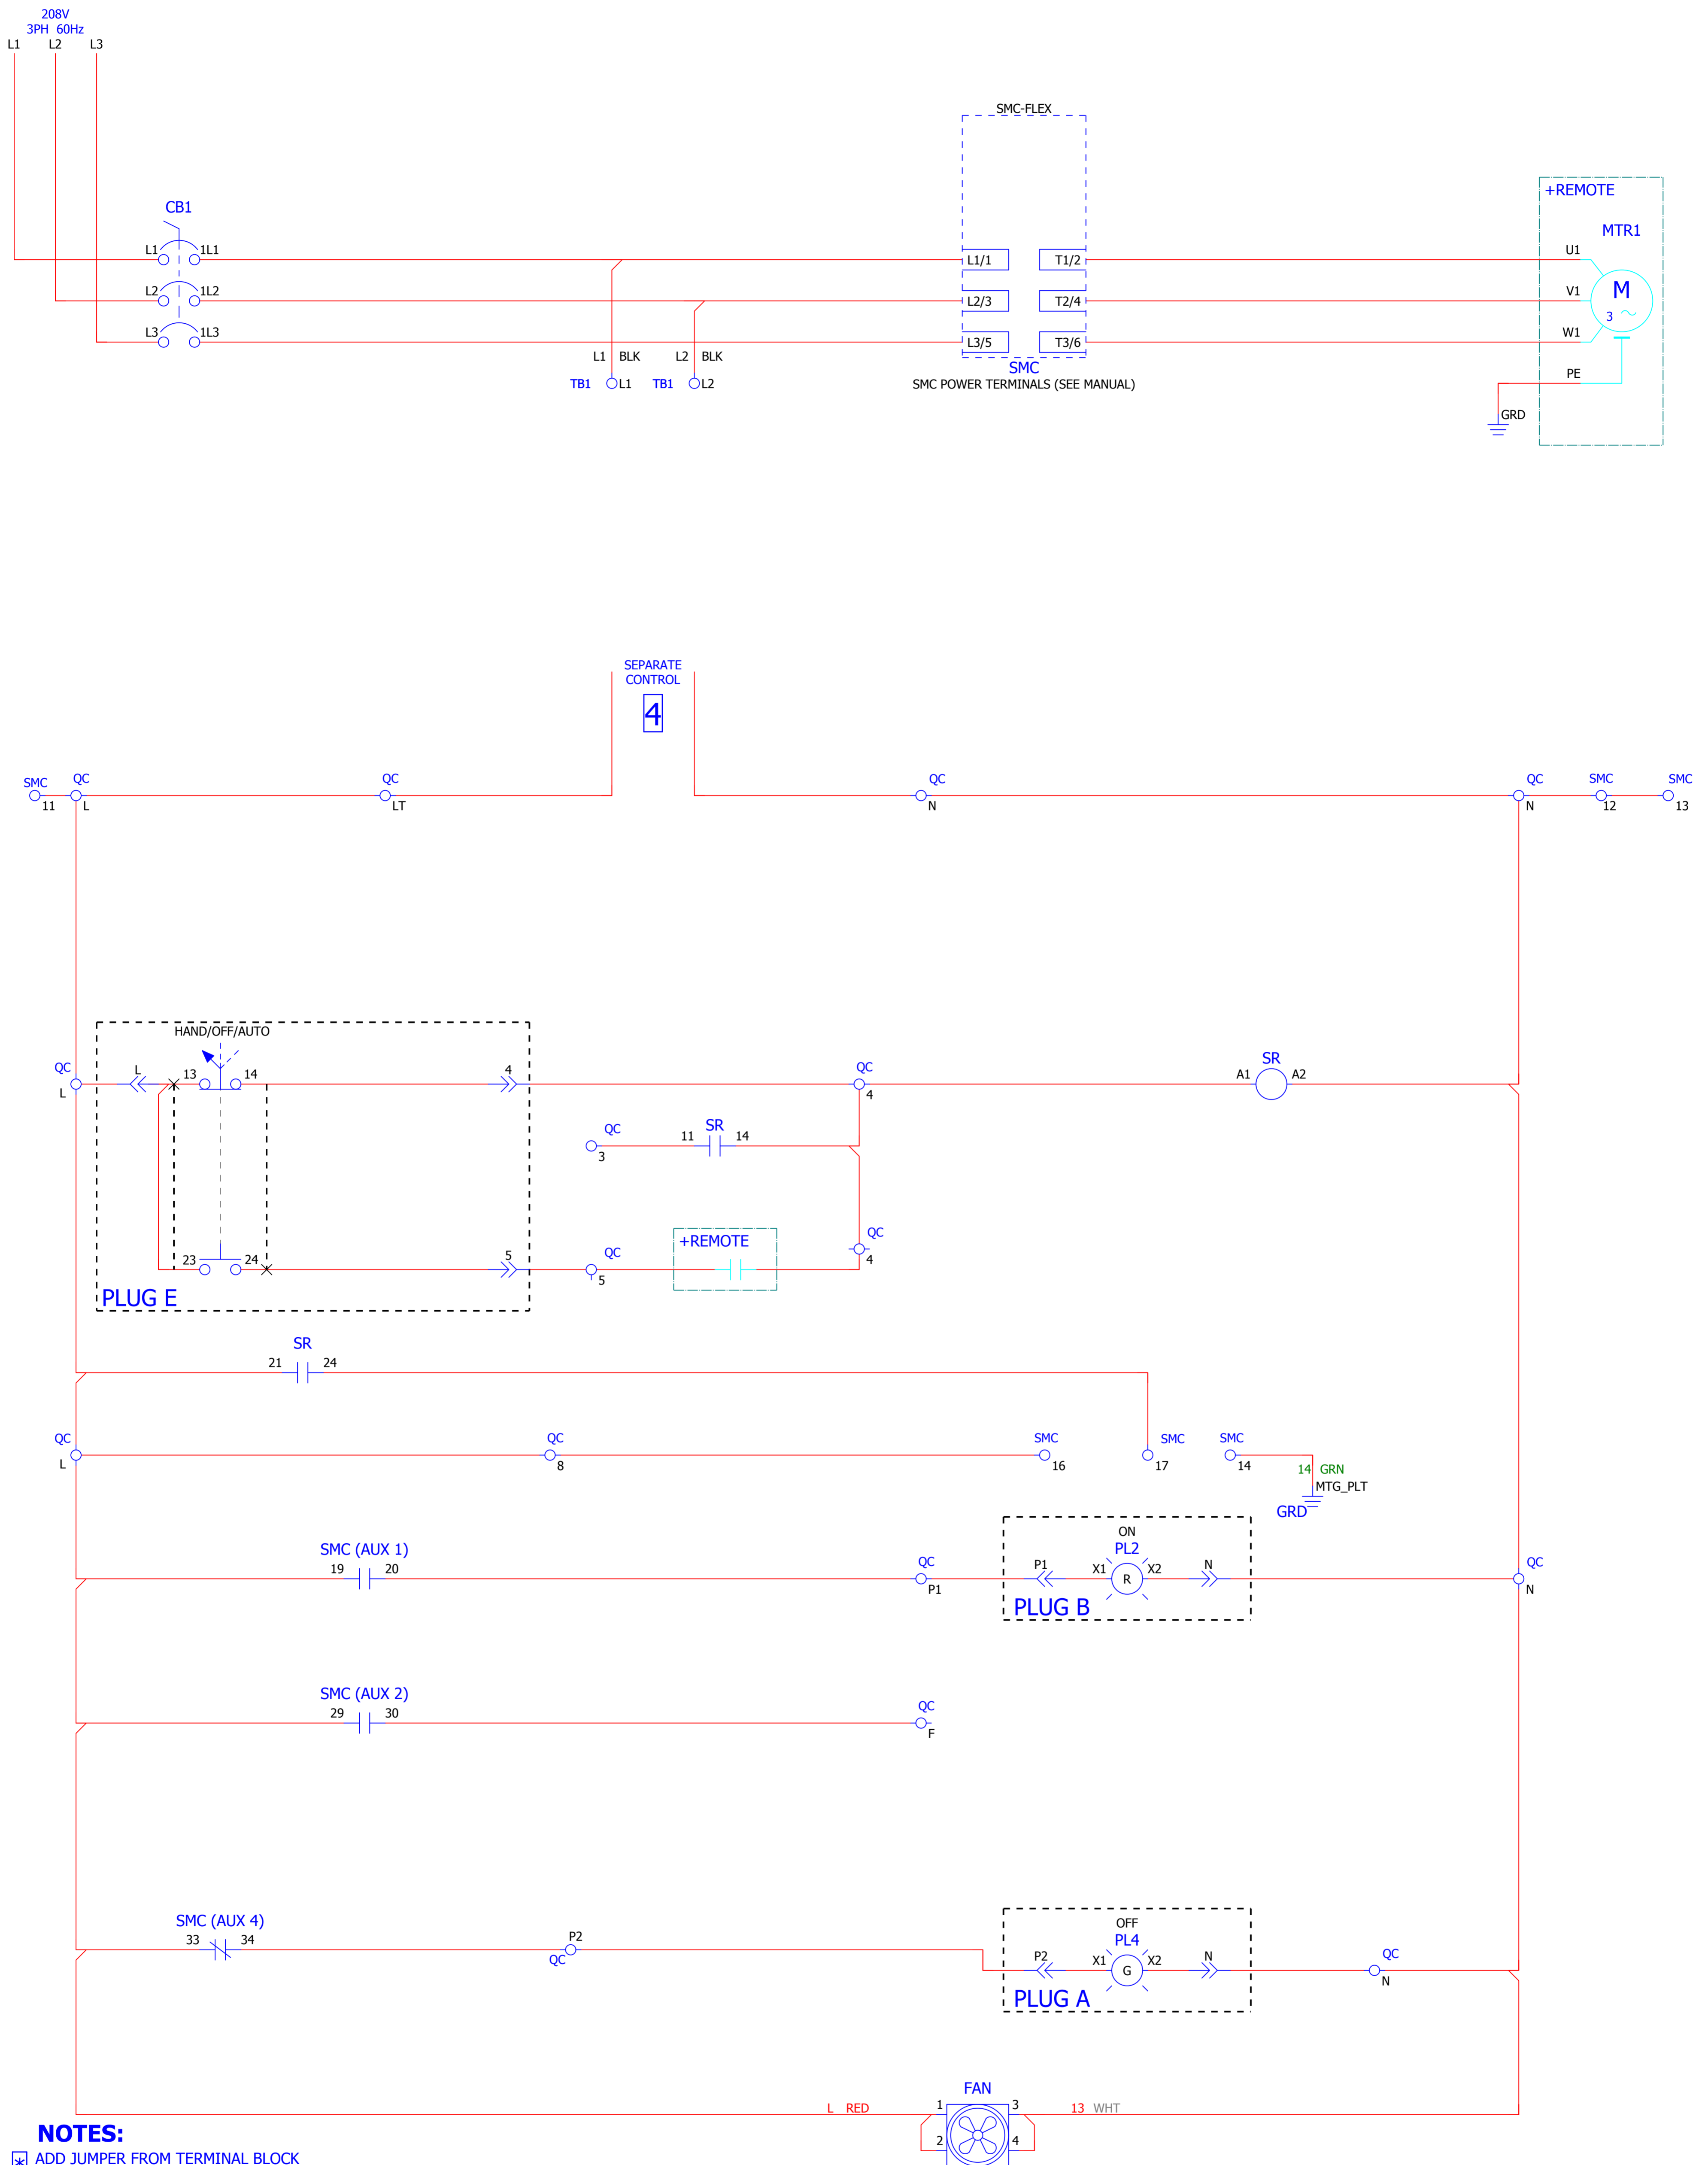 208V
3PH 60Hz
L1 L2 L3
SMC-FLEX
+REMOTE
CB1
MTR1
L1 1L1
L1/1 T1/2
U1
L2 1L2
L2/3 T2/4
V1
M
3
L3 1L3
L3/5 T3/6
W1
L1 BLK L2 BLK
SMC
PE
TB1 L1 TB1 L2
SMC POWER TERMINALS (SEE MANUAL)
GRD
SEPARATE
CONTROL
4
SMC QC QC QC QC SMC SMC
11 L LT N N 12 13
HAND/OFF/AUTO
QC L 13 14 4 QC SR
A1 A2
L 4
QC SR
11 14
3
QC
+REMOTE
QC
23 24 5
4
5
PLUG E
SR
21 24
QC QC SMC SMC SMC
L 8 16 17 14
14 GRN
MTG_PLT
GRD
ON
SMC (AUX 1)
PL2
19 20 QC P1 X1 X2 N QC
R
P1 N
PLUG B
SMC (AUX 2)
29 30 QC
F
OFF
SMC (AUX 4)
PL4
33 34 P2
QC
P2 X1 X2 N QC
G
N
PLUG A
FAN
L RED 1 3 13 WHT
2 4
NOTES:
* ADD JUMPER FROM TERMINAL BLOCK